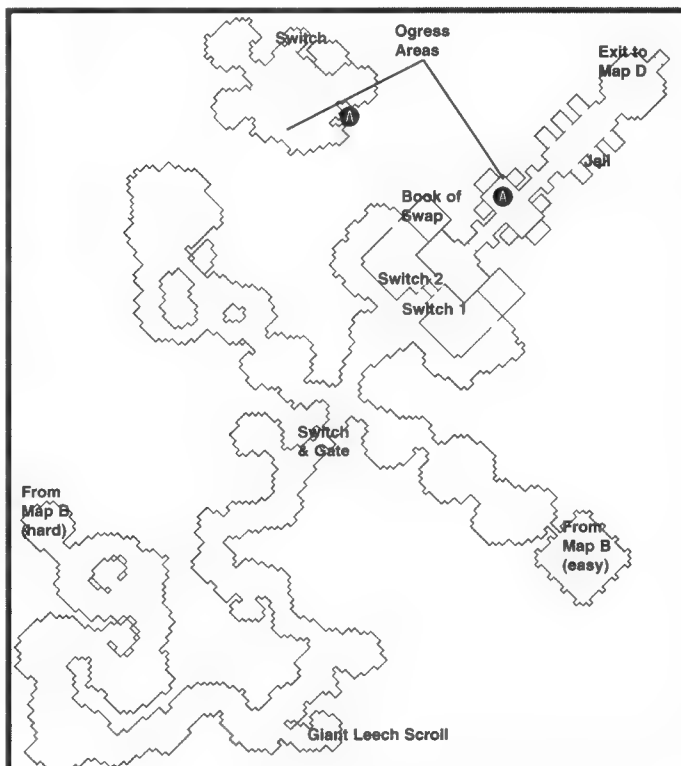 Switch
Ogress
Areas
Exit to
Map D
A
Jail
A
Book of
Swap
Switch 2
Switch 1
Switch
& Gate
From
Map B
(hard)
From
Map B
(easy)
Giant Leech Scroll